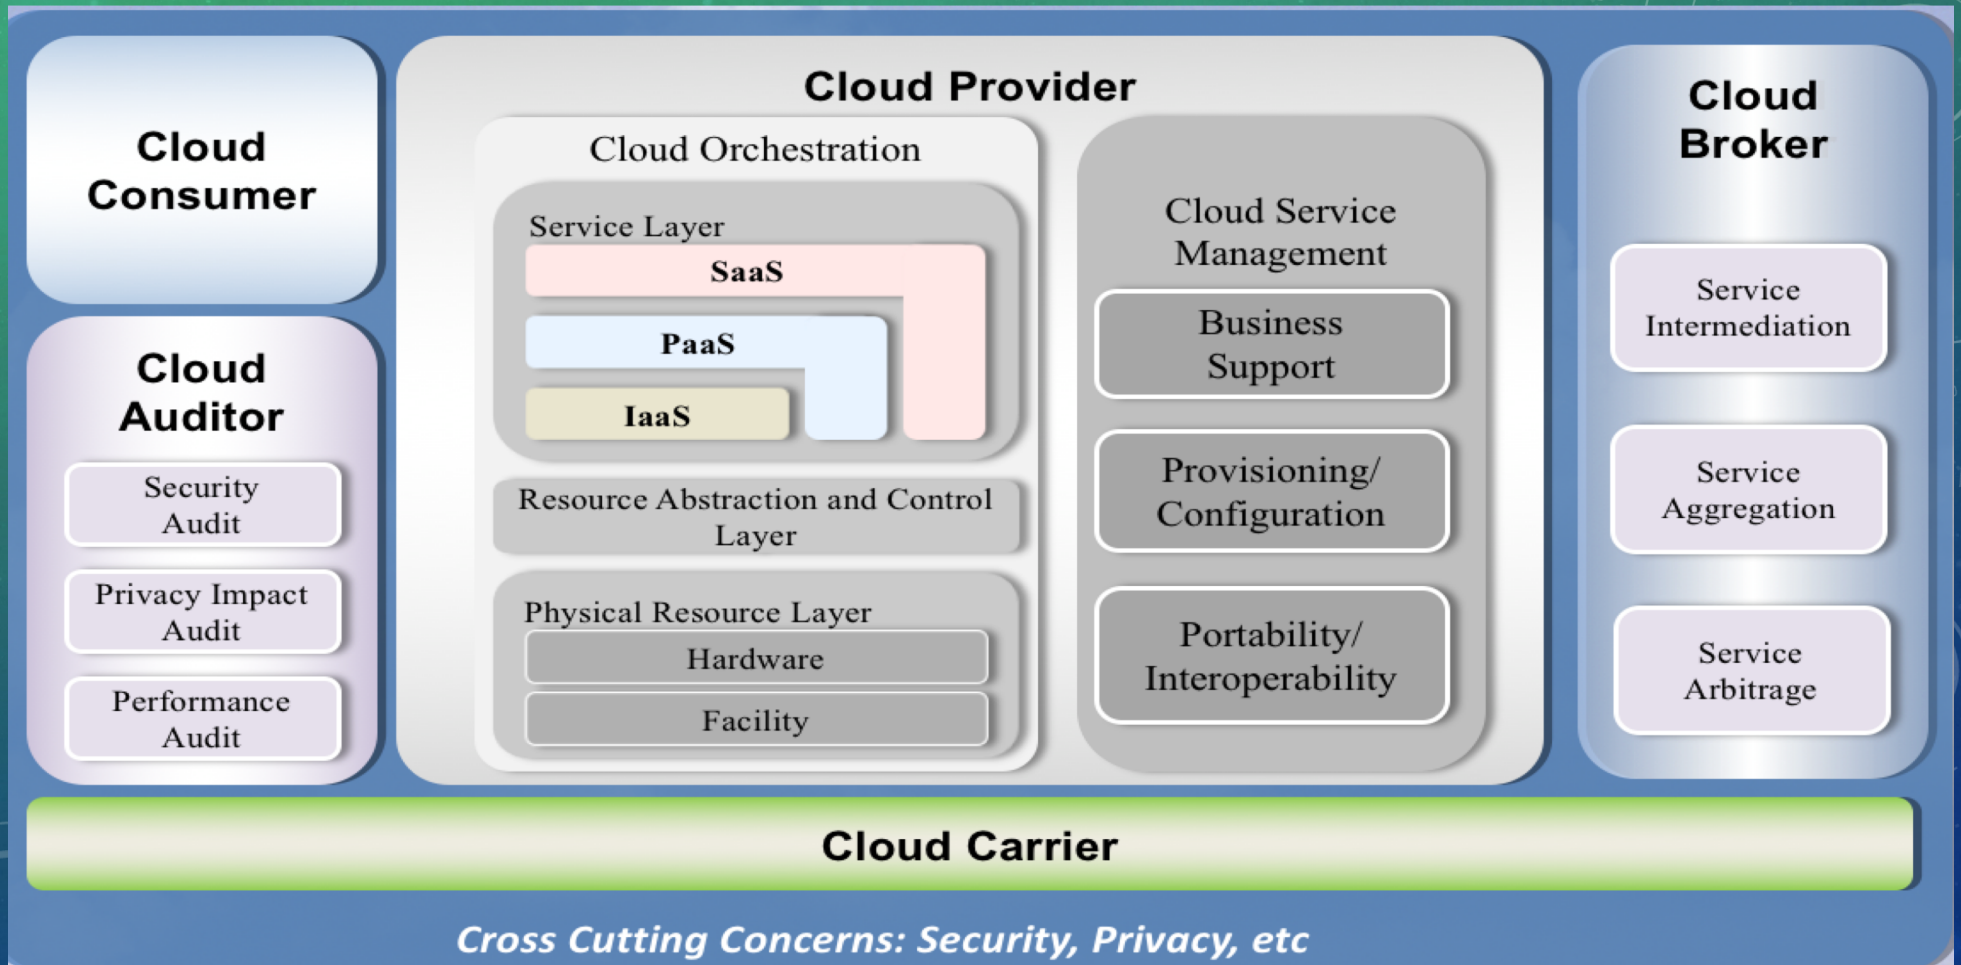 Cloud
Consumer
Cloud
Auditor
Security
Audit
Privacy Impact
Audit
Performance
Audit
Cloud Provider
Cloud Orchestration
Service Layer
SaaS
PaaS
IaaS
Resource Abstraction and Control
Layer
Physical Resource Layer
Hardware
Facility
Cloud Service
Management
Business
Support
Provisioning/
Configuration
Portability/
Interoperability
Cloud
Broker
Service
Intermediation
Service
Aggregation
Service
Arbitrage
Cloud Carrier
Cross Cutting Concerns: Security, Privacy, etc